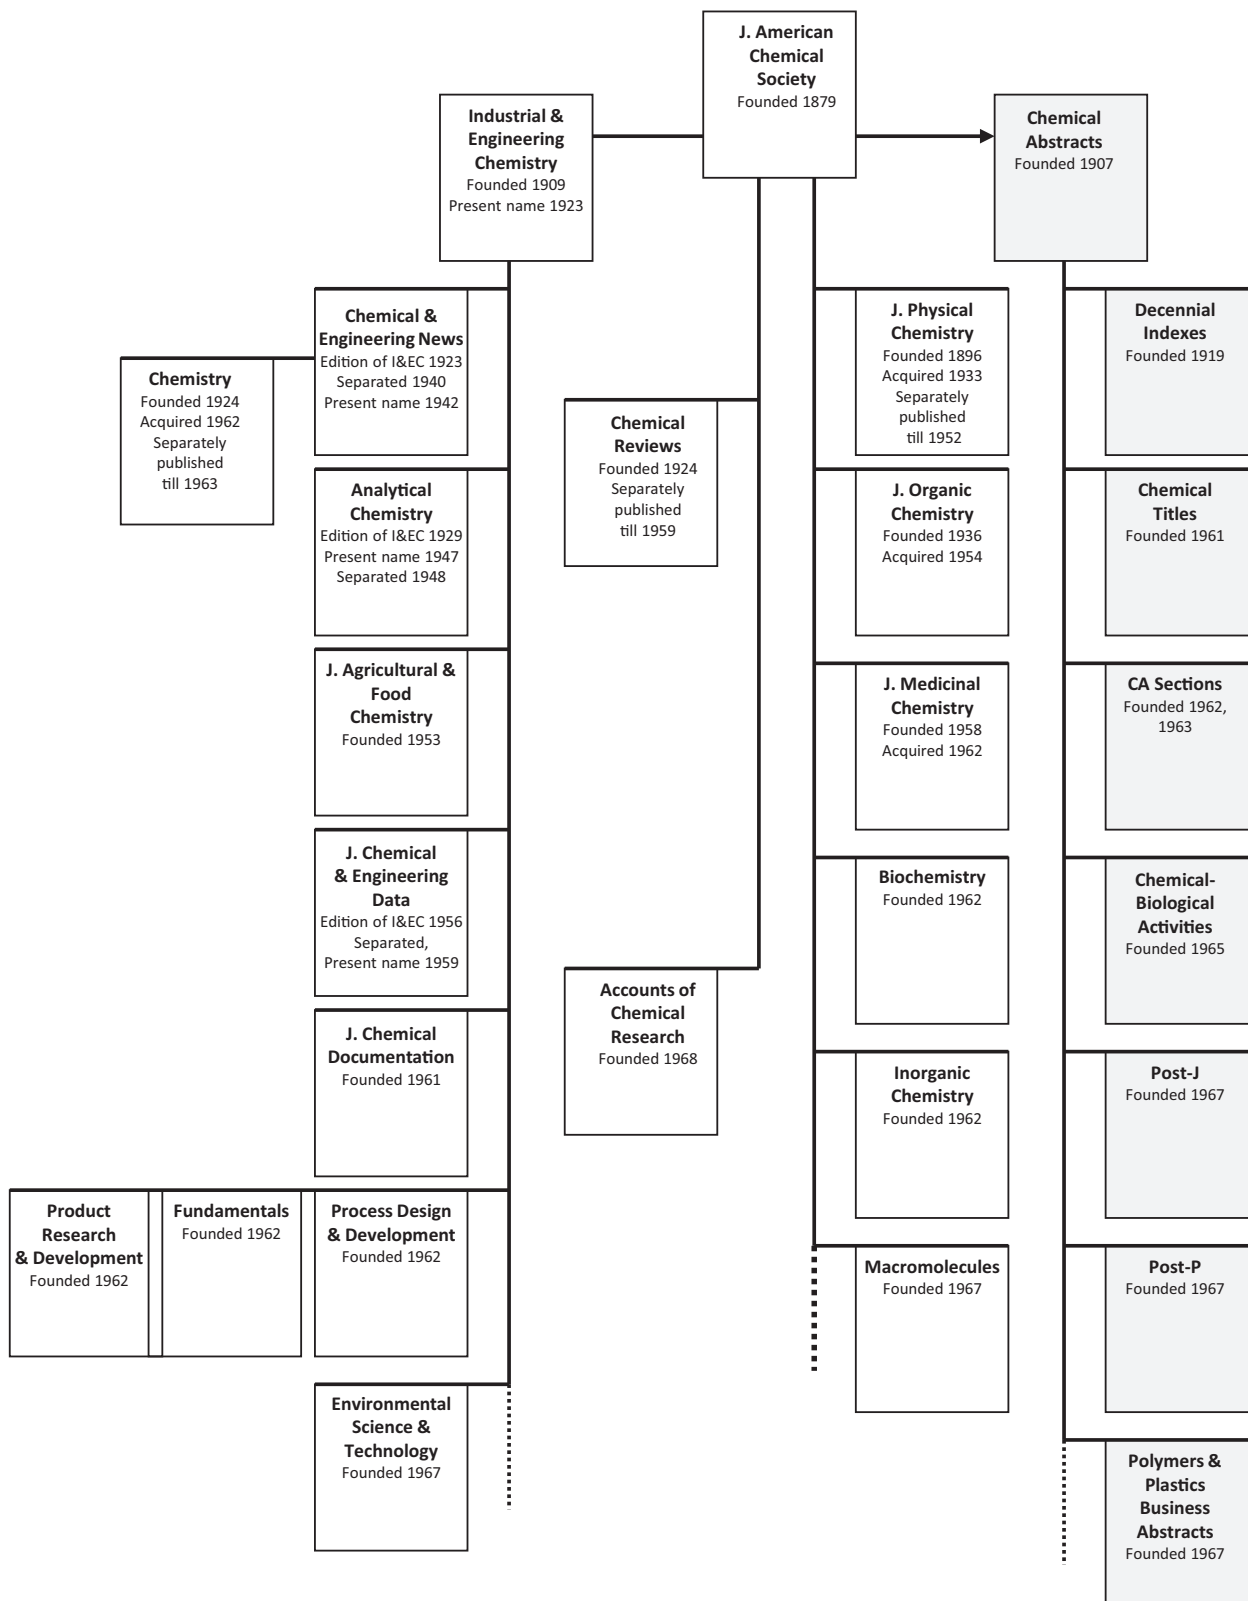 J. American
Chemical
Society
Founded 1879
Industrial &
Engineering
Chemistry
Founded 1909
Present name 1923
Chemical
Abstracts
Founded 1907
Chemical &
Engineering News
Edition of I&EC 1923
Separated 1940
Present name 1942
Chemistry
Founded 1924
Acquired 1962
Separately
published
till 1963
Analytical
Chemistry
Edition of I&EC 1929
Present name 1947
Separated 1948
J. Agricultural &
Food
Chemistry
Founded 1953
J. Chemical
& Engineering
Data
Edition of I&EC 1956
Separated,
Present name 1959
J. Chemical
Documentation
Founded 1961
Product
Research
& Development
Founded 1962
Fundamentals
Founded 1962
Process Design
& Development
Founded 1962
Environmental
Science &
Technology
Founded 1967
Chemical
Reviews
Founded 1924
Separately
published
till 1959
Accounts of
Chemical
Research
Founded 1968
J. Physical
Chemistry
Founded 1896
Acquired 1933
Separately
published
till 1952
J. Organic
Chemistry
Founded 1936
Acquired 1954
J. Medicinal
Chemistry
Founded 1958
Acquired 1962
Biochemistry
Founded 1962
Inorganic
Chemistry
Founded 1962
Macromolecules
Founded 1967
Decennial
Indexes
Founded 1919
Chemical
Titles
Founded 1961
CA Sections
Founded 1962,
1963
Chemical-
Biological
Activities
Founded 1965
Post-J
Founded 1967
Post-P
Founded 1967
Polymers &
Plastics
Business
Abstracts
Founded 1967